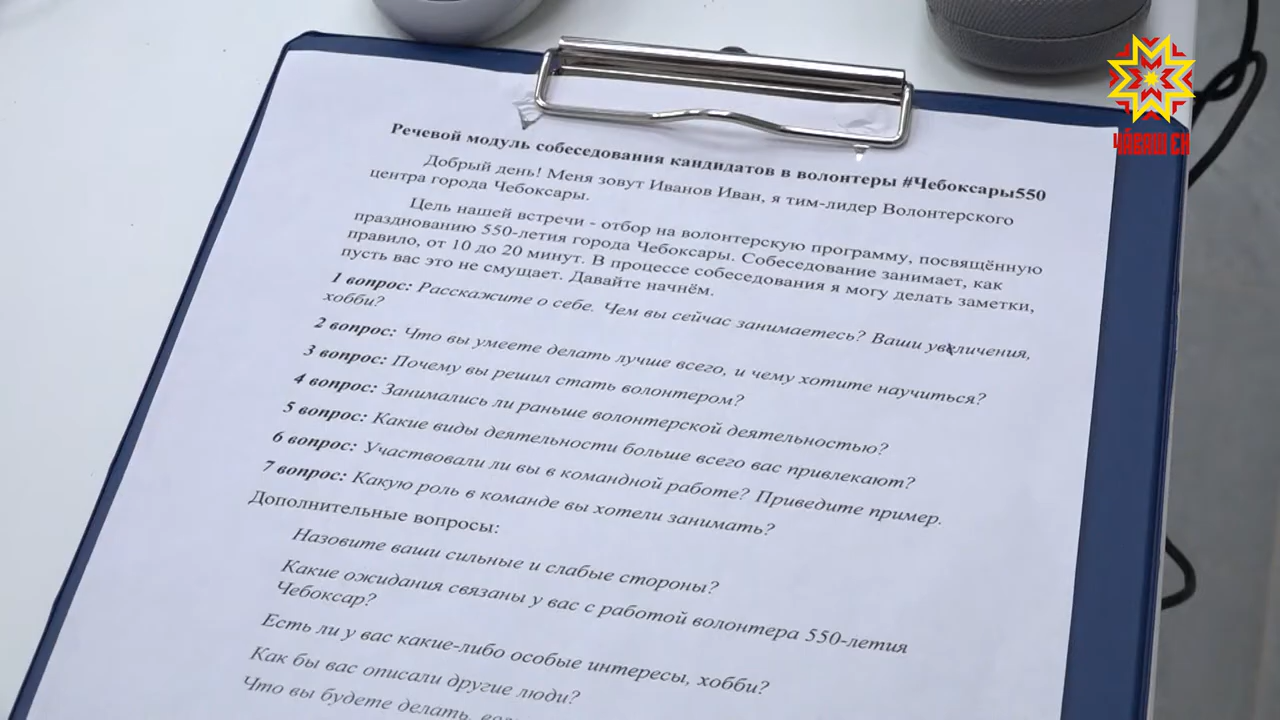 ЧӐВАШ ЕН
Речевой модуль собеседования кандидатов в волонтеры #Чебоксары550
Добрый день! Меня зовут Иванов Иван, я тим-лидер Волонтерского
центра города Чебоксары.
Цель нашей встречи - отбор на волонтерскую программу, посвящённую
празднованию 550-летия города Чебоксары. Собеседование занимает, как
правило, от 10 до 20 минут. В процессе собеседования я могу делать заметки,
пусть вас это не смущает. Давайте начнём.
1 вопрос: Расскажите о себе. Чем вы сейчас занимаетесь? Ваши увеличения,
хобби?
2 вопрос: Что вы умеете делать лучше всего, и чему хотите научиться?
3 вопрос: Почему вы решил стать волонтером?
4 вопрос: Занимались ли раньше волонтерской деятельностью?
5 вопрос: Какие виды деятельности больше всего вас привлекают?
6 вопрос: Участвовали ли вы в командной работе? Приведите пример.
7 вопрос: Какую роль в команде вы хотели занимать?
Дополнительные вопросы:
Назовите ваши сильные и слабые стороны?
Какие ожидания связаны у вас с работой волонтера 550-летия
Чебоксар?
Есть ли у вас какие-либо особые интересы, хобби?
Как бы вас описали другие люди?
Что вы будете делать,